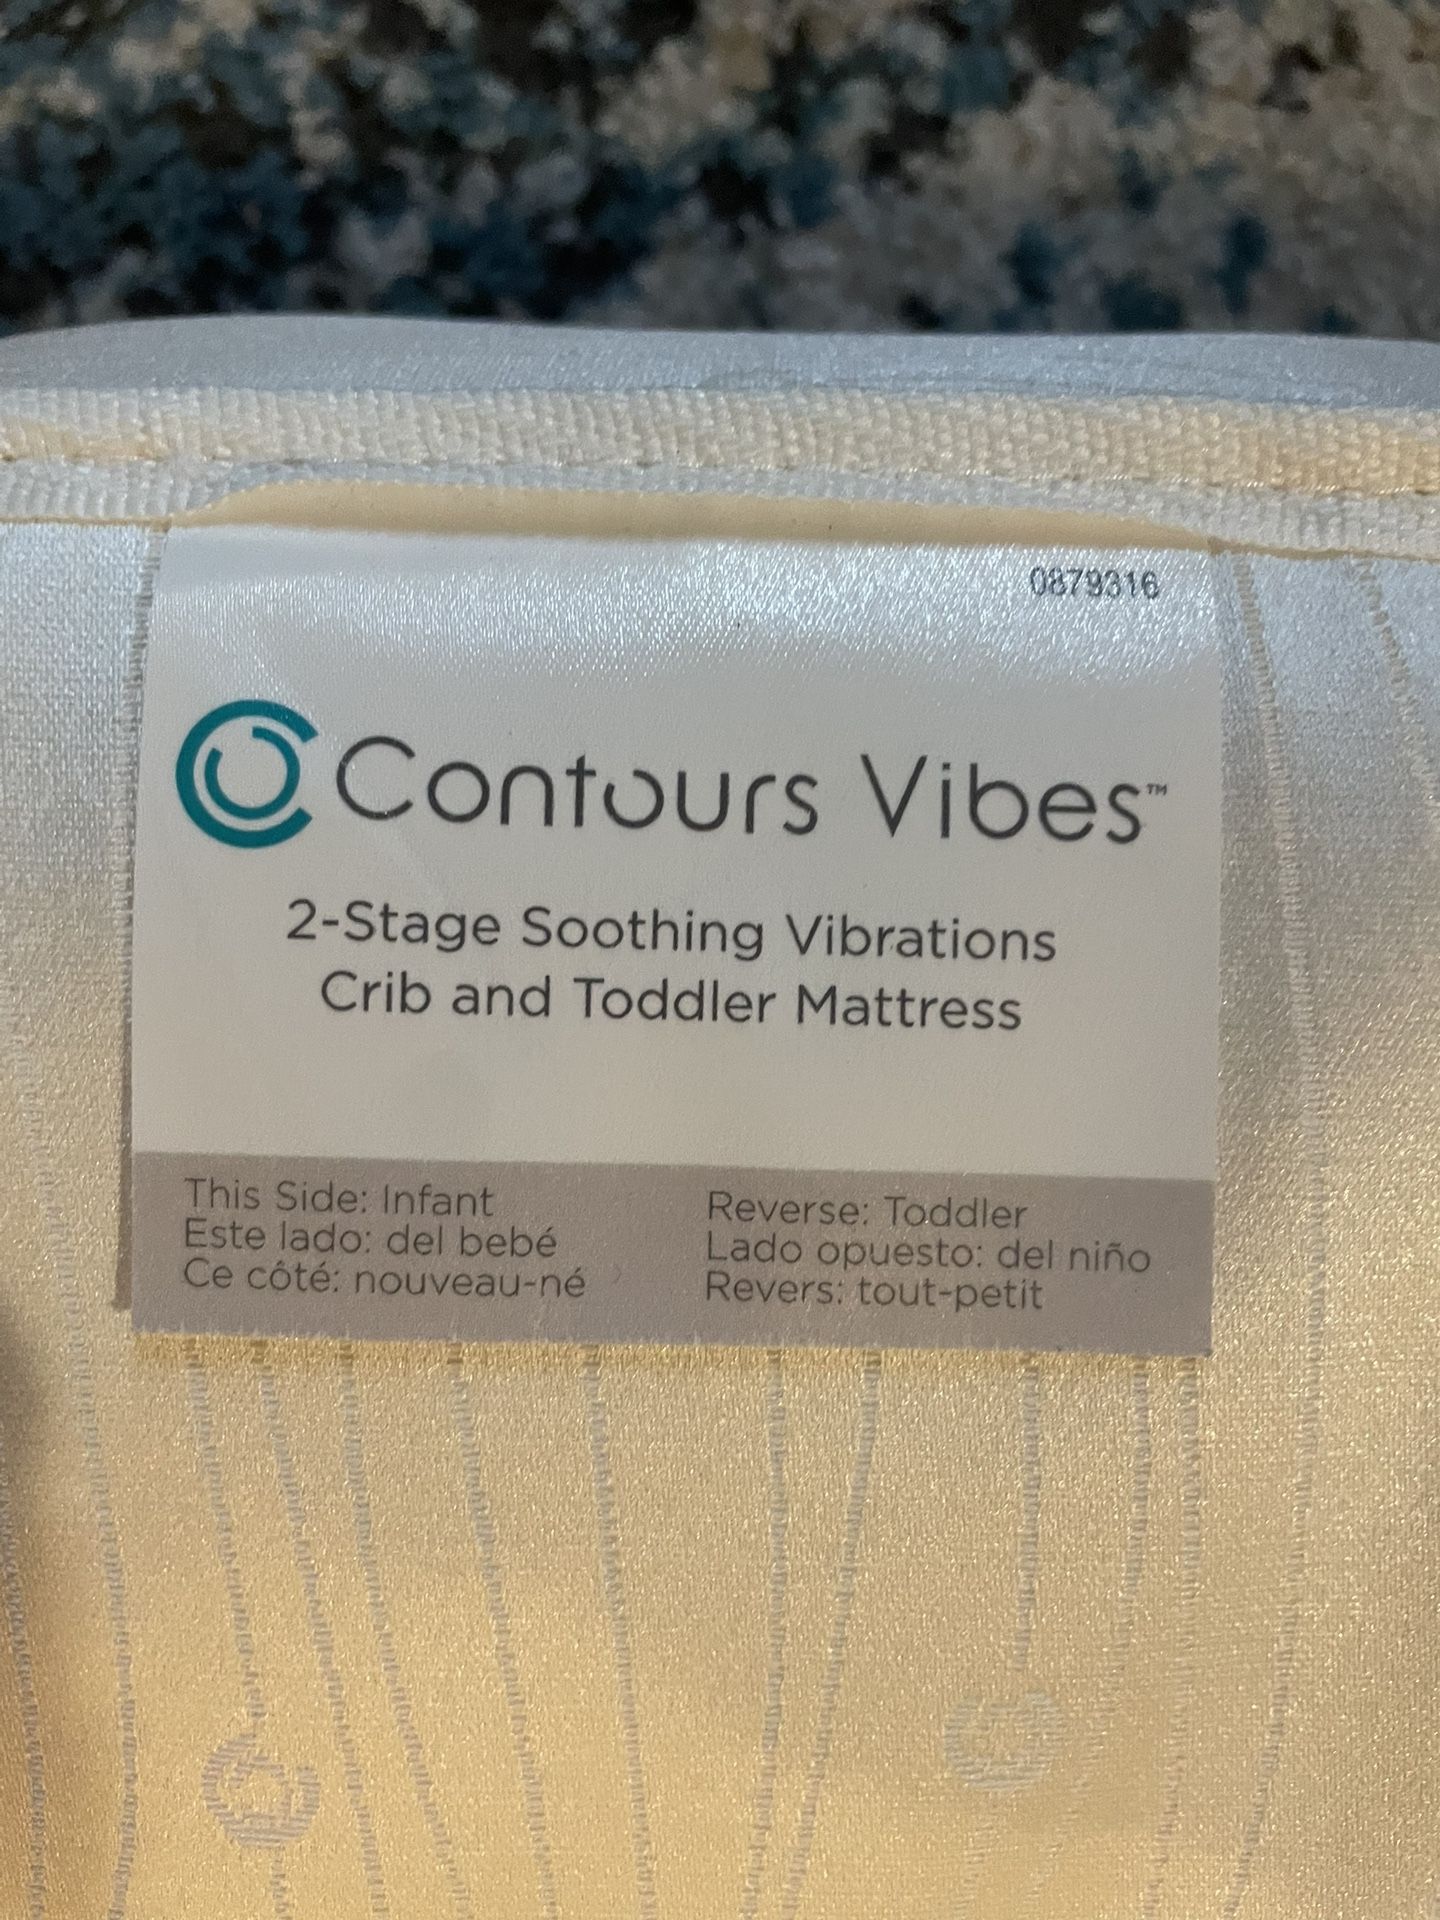 0879316
Contours Vibes™
2-Stage Soothing Vibrations
Crib and Toddler Mattress
This Side: Infant
Este lado: del bebé
Ce côté: nouveau-né
Reverse: Toddler
Lado opuesto: del niño
Revers: tout-petit